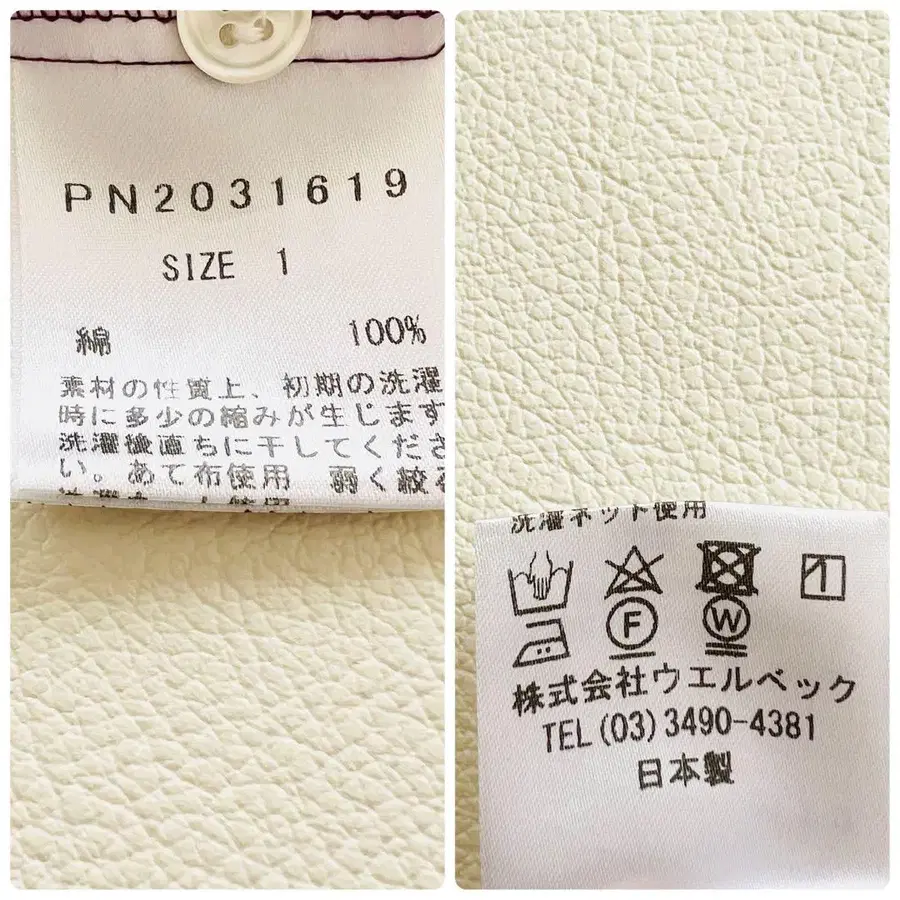 PN2031619
SIZE 1
綿 100%
素材の性質上、初期の洗濯
時に多少の縮みが生じます
洗濯後直ちに干してくださ
い。あて布使用 弱く絞る
洗濯ネット使用
F W
株式会社ウエルベック
TEL(03)3490-4381
日本製